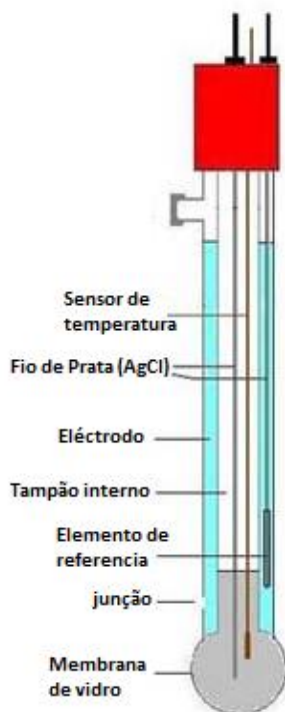 Sensor de
temperatura
Fio de Prata (AgCl)
Eléctrodo
Tampão interno
Elemento de
referencia
junção
Membrana
de vidro